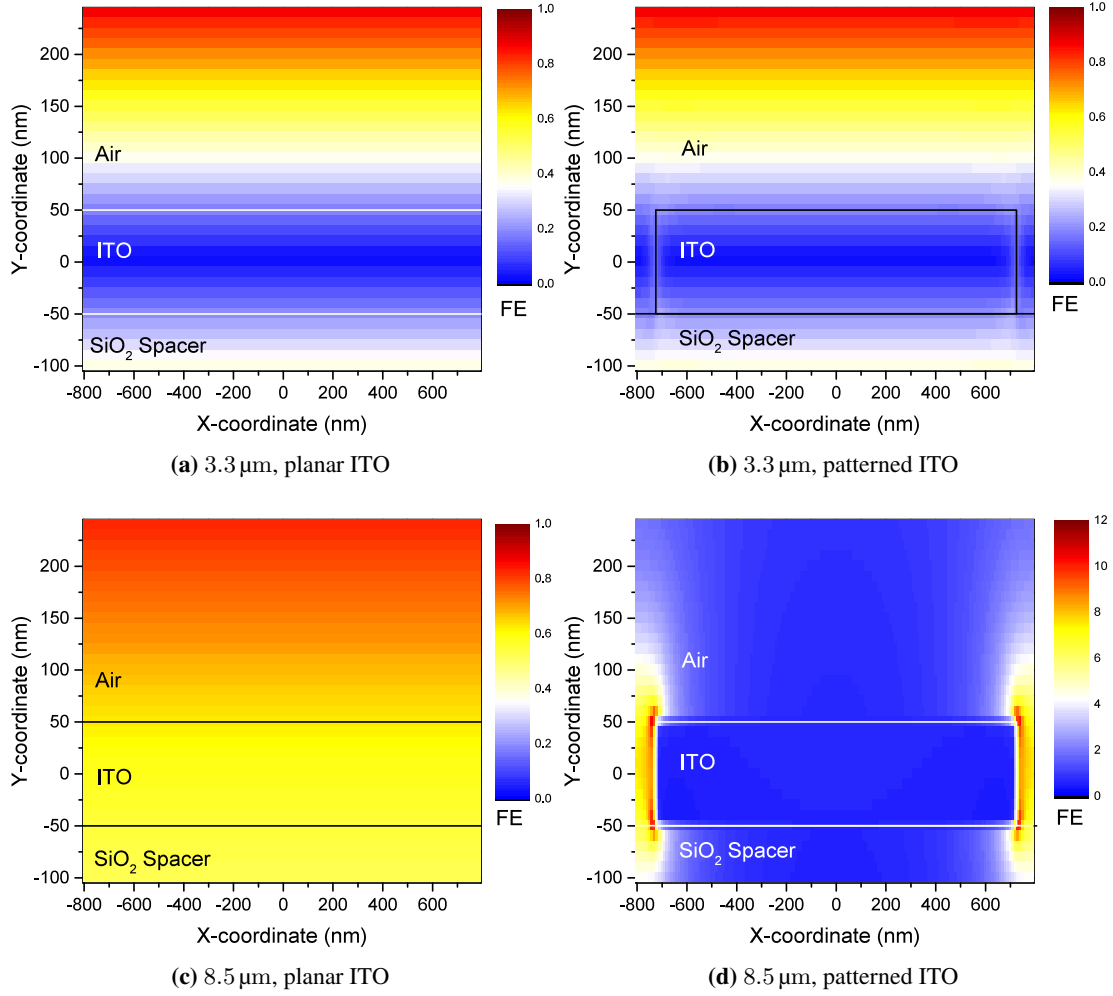 200
150
100
50
0
-50
-100
Y-coordinate (nm)
Air
ITO
SiO2 Spacer
-800 -600 -400 -200 0 200 400 600
X-coordinate (nm)
1.0
0.8
0.6
0.4
0.2
0.0
FE
(a) 3.3 µm, planar ITO
200
150
100
50
0
-50
-100
Y-coordinate (nm)
Air
ITO
SiO2 Spacer
-800 -600 -400 -200 0 200 400 600
X-coordinate (nm)
1.0
0.8
0.6
0.4
0.2
0.0
FE
(b) 3.3 µm, patterned ITO
200
150
100
50
0
-50
-100
Y-coordinate (nm)
Air
ITO
SiO2 Spacer
-800 -600 -400 -200 0 200 400 600
X-coordinate (nm)
1.0
0.8
0.6
0.4
0.2
0.0
FE
(c) 8.5 µm, planar ITO
200
150
100
50
0
-50
-100
Y-coordinate (nm)
Air
ITO
SiO2 Spacer
-800 -600 -400 -200 0 200 400 600
X-coordinate (nm)
12
10
8
6
4
2
0
FE
(d) 8.5 µm, patterned ITO